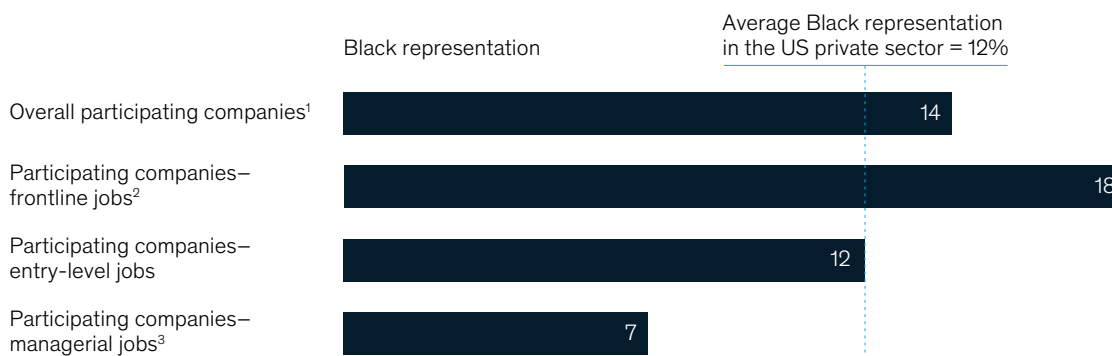 Black representation
Average Black representation
in the US private sector = 12%
Overall participating companies¹
14
Participating companies–
frontline jobs²
18
Participating companies–
entry-level jobs
12
Participating companies–
managerial jobs³
7